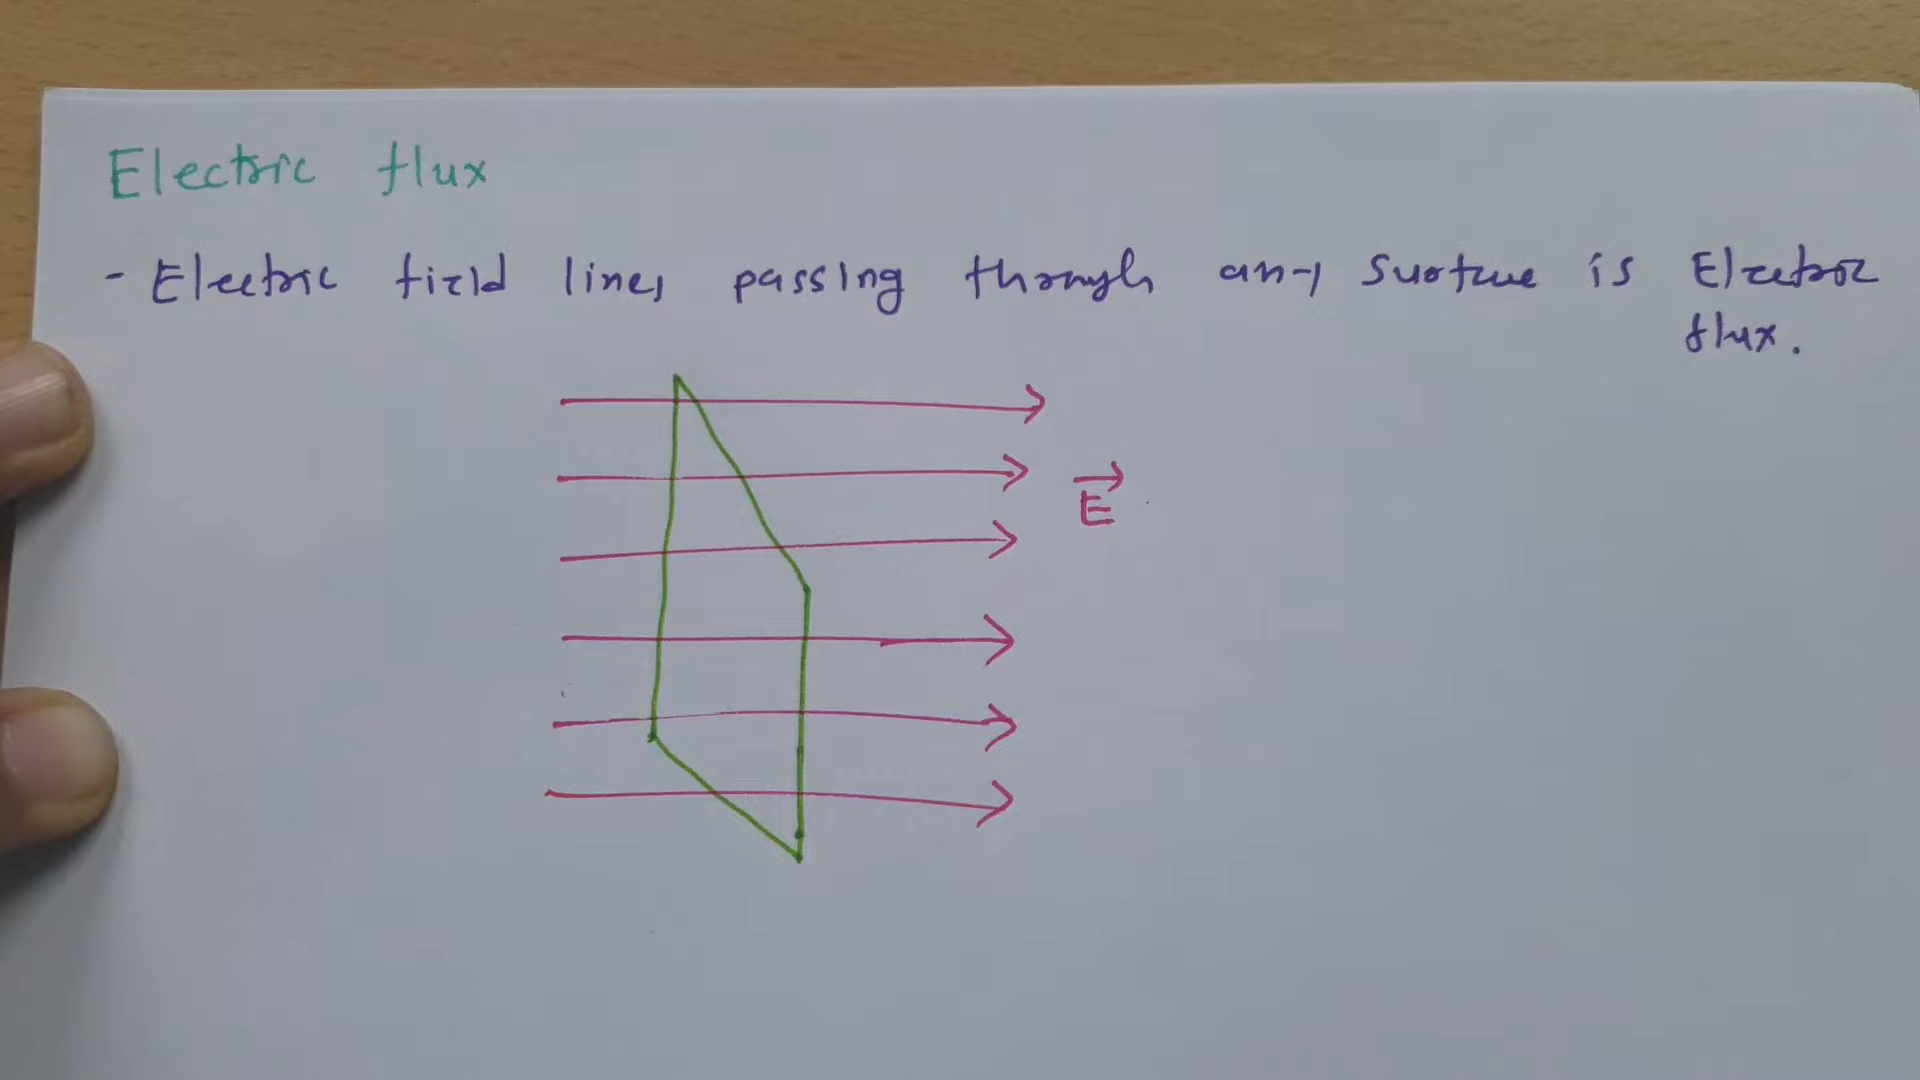 Electric flux
- Electric field lines passing through any surface is Electric
flux.
E